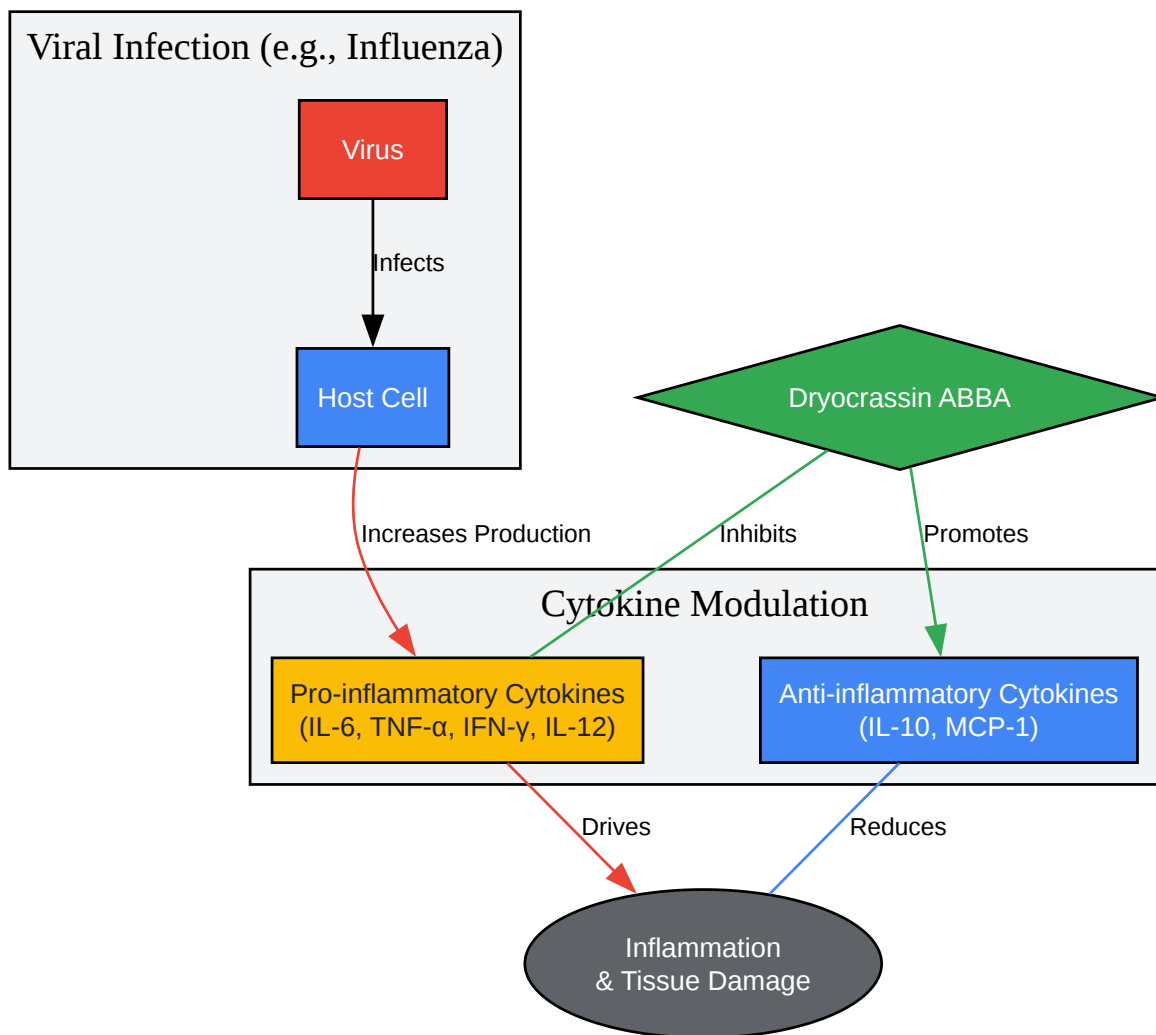 Viral Infection (e.g., Influenza)
Virus
Infects
Host Cell
Dryocrassin ABBA
Increases Production
Inhibits
Promotes
Cytokine Modulation
Pro-inflammatory Cytokines
(IL-6, TNF-α, IFN-γ, IL-12)
Anti-inflammatory Cytokines
(IL-10, MCP-1)
Drives
Reduces
Inflammation
& Tissue Damage